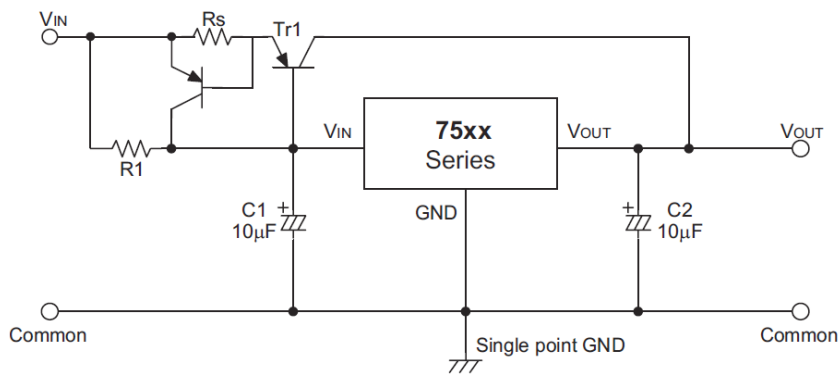 VIN
Rs
Tr1
R1
VIN
75xx
Series
VOUT
VOUT
GND
C1
+
10µF
C2
+
10µF
Common
Single point GND
Common